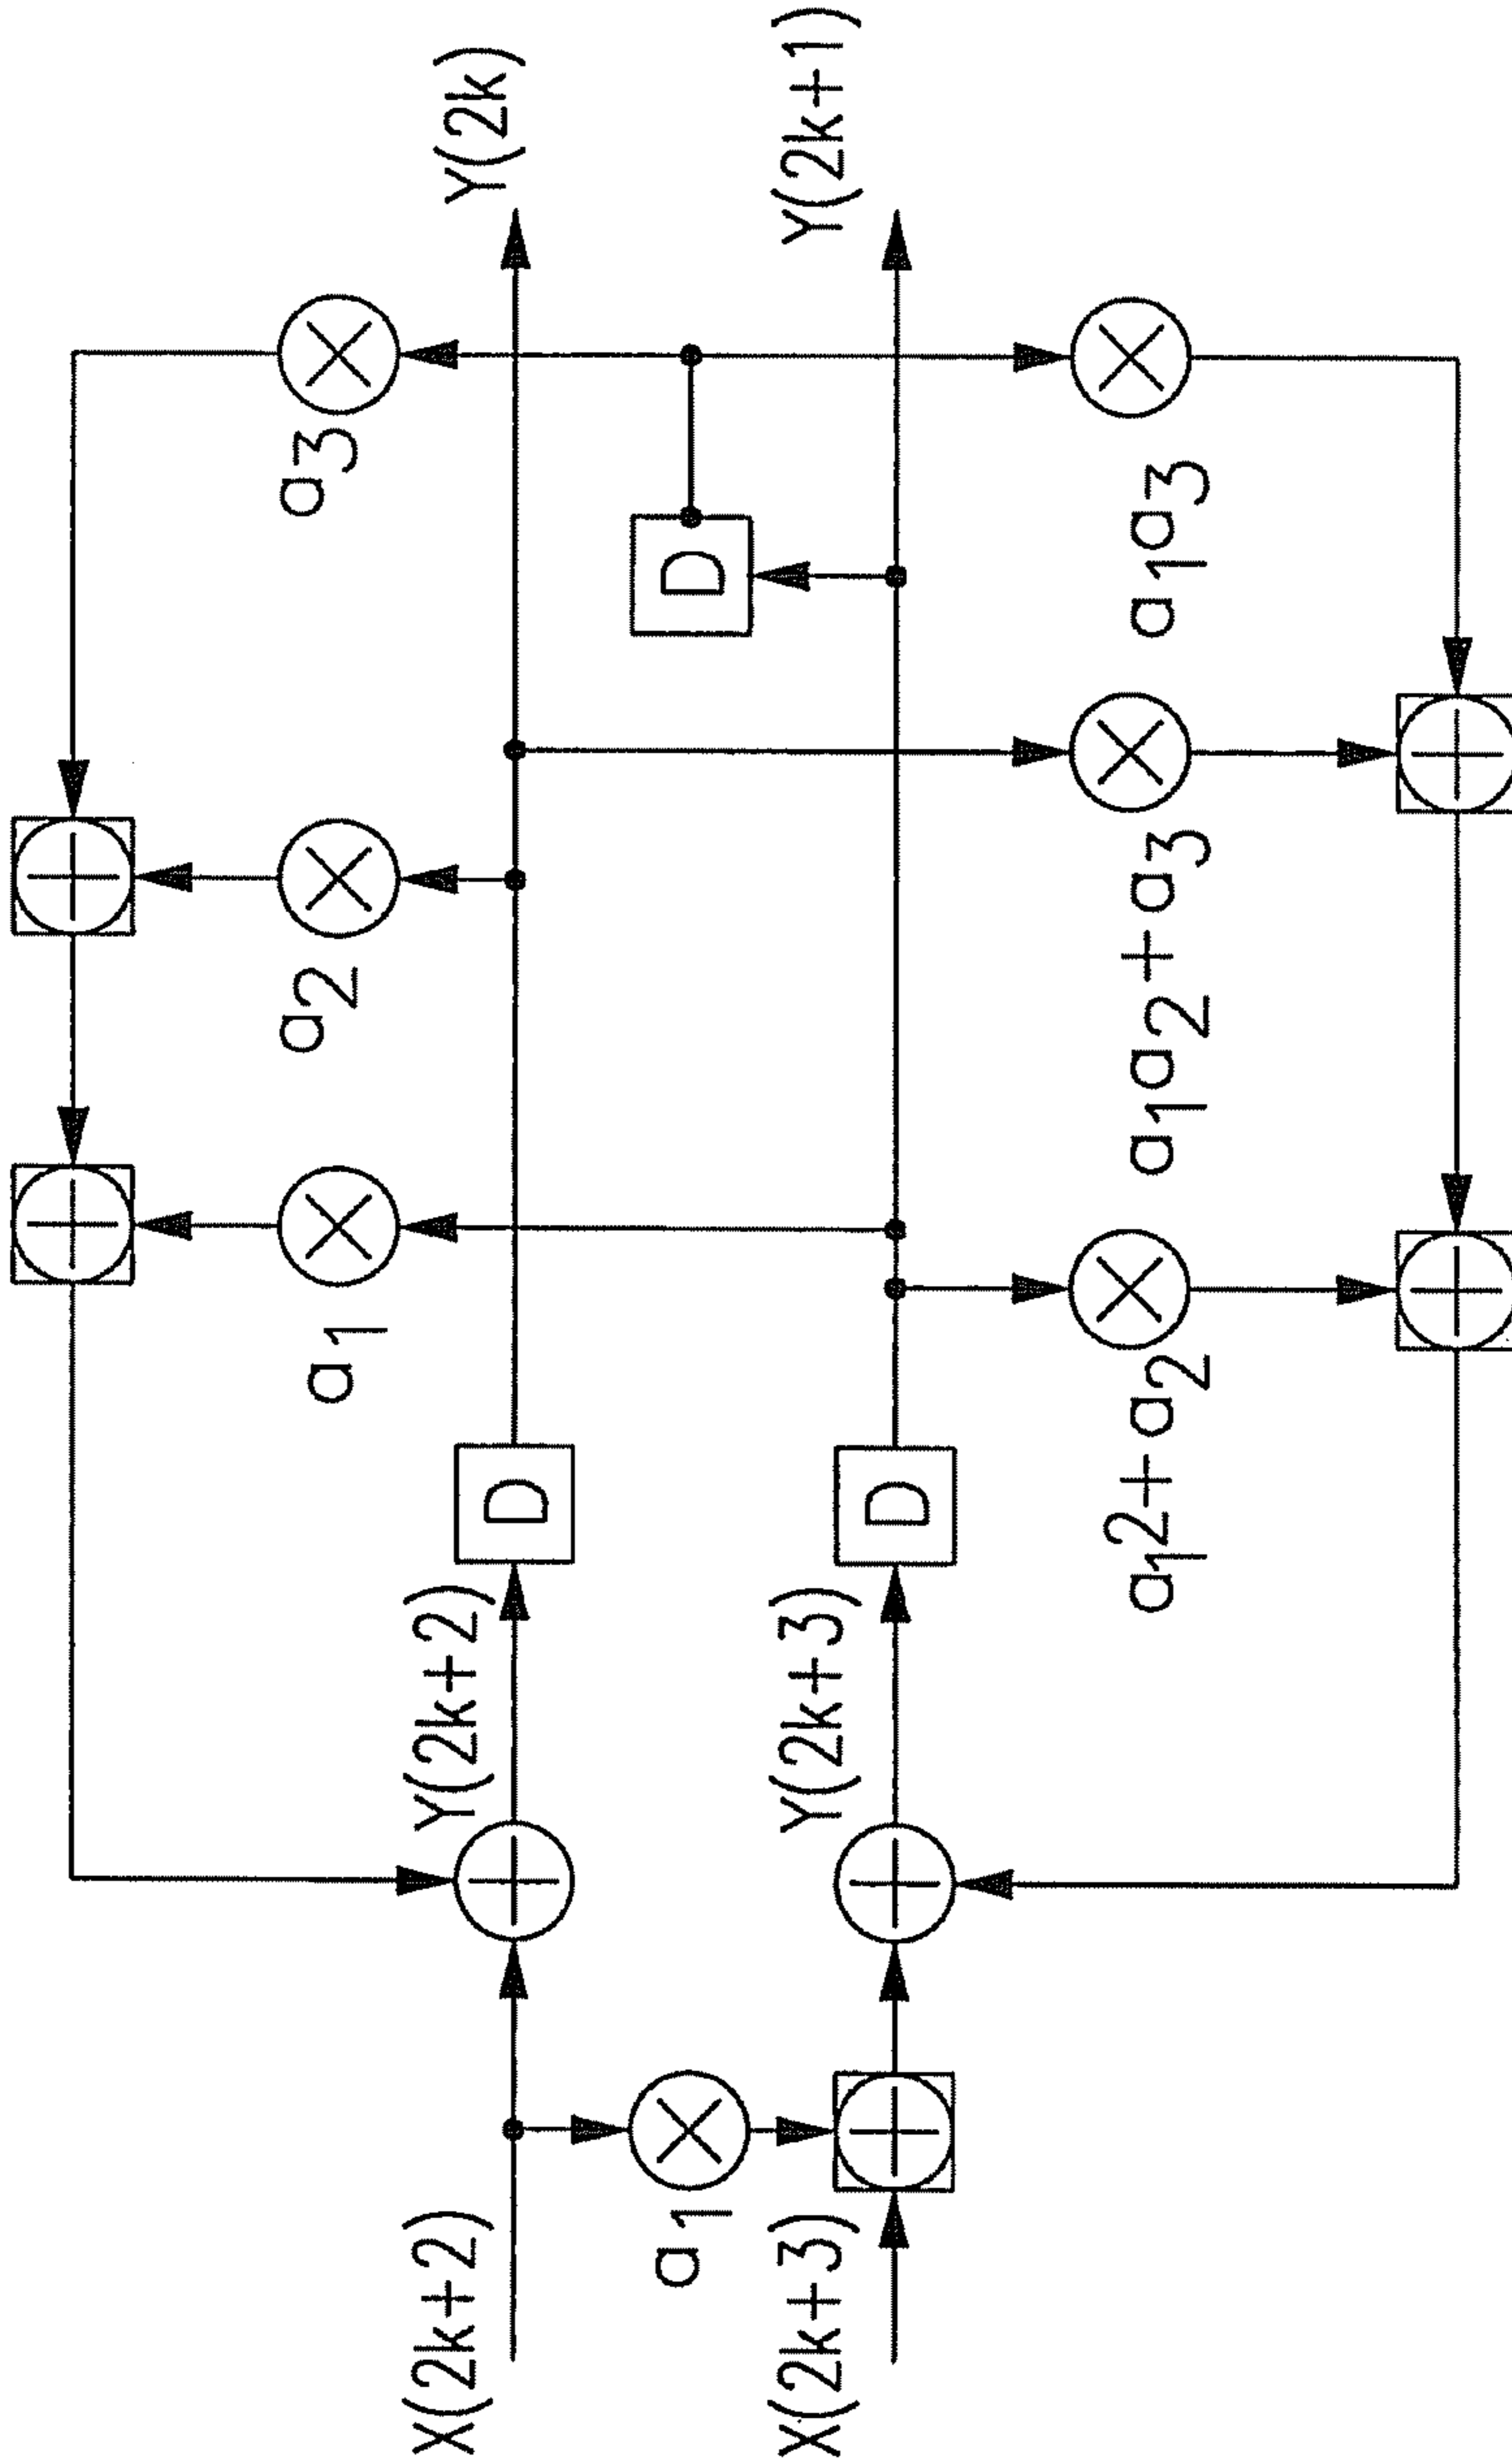 a₁
a₂
a₃
X(2k+2)
Y(2k+2)
D
Y(2k)
a₁
D
X(2k+3)
Y(2k+3)
D
Y(2k+1)
a₁²+a₂
a₁a₂+a₃
a₁a₃